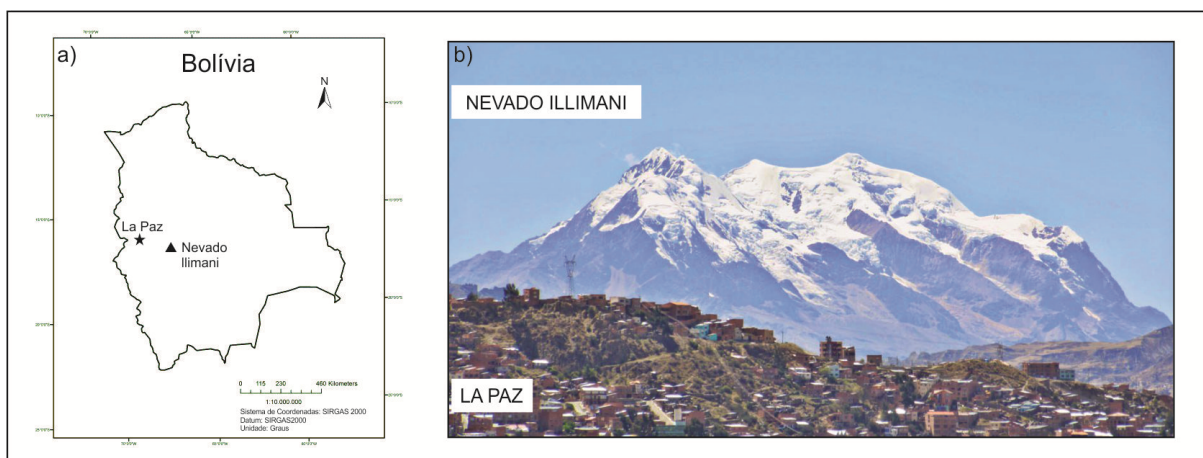 a)
Bolívia
N
La Paz
Nevado
Ilimani
0 115 230 460 Kilometers
1:10.000.000
Sistema de Coordenadas: SIRGAS 2000
Datum: SIRGAS2000
Unidade: Graus
b)
NEVADO ILLIMANI
LA PAZ